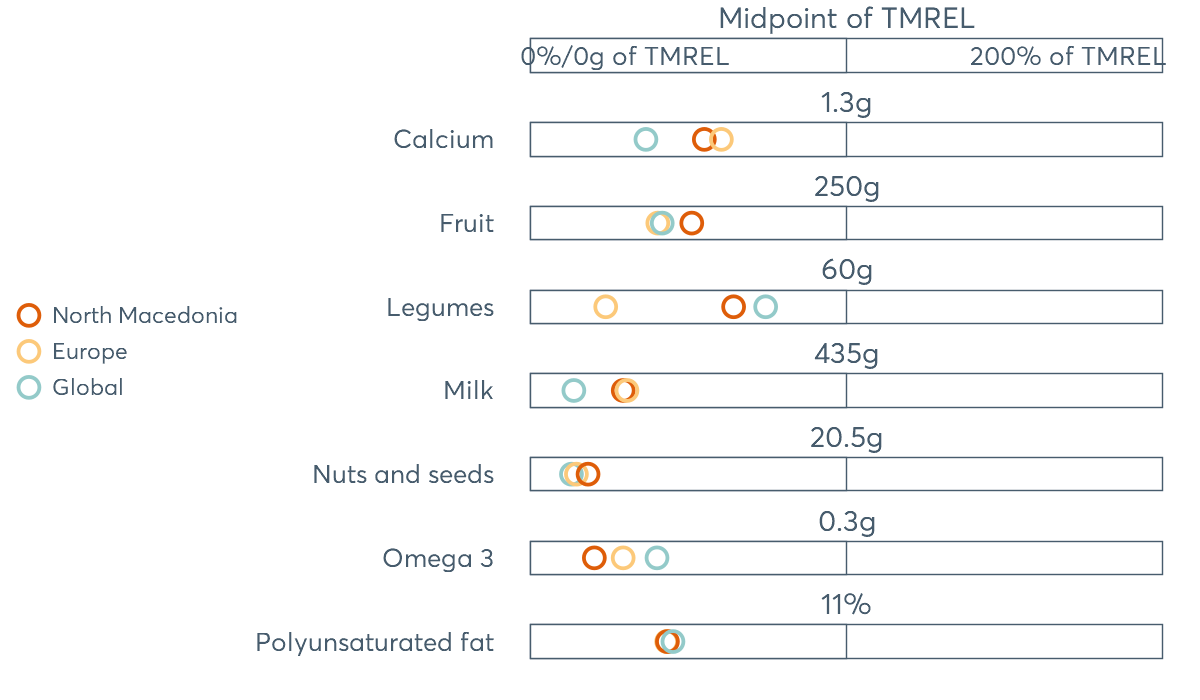 Midpoint of TMREL
0%/0g of TMREL
200% of TMREL
1.3g
Calcium
250g
Fruit
60g
Legumes
435g
Milk
20.5g
Nuts and seeds
0.3g
Omega 3
11%
Polyunsaturated fat
North Macedonia
Europe
Global